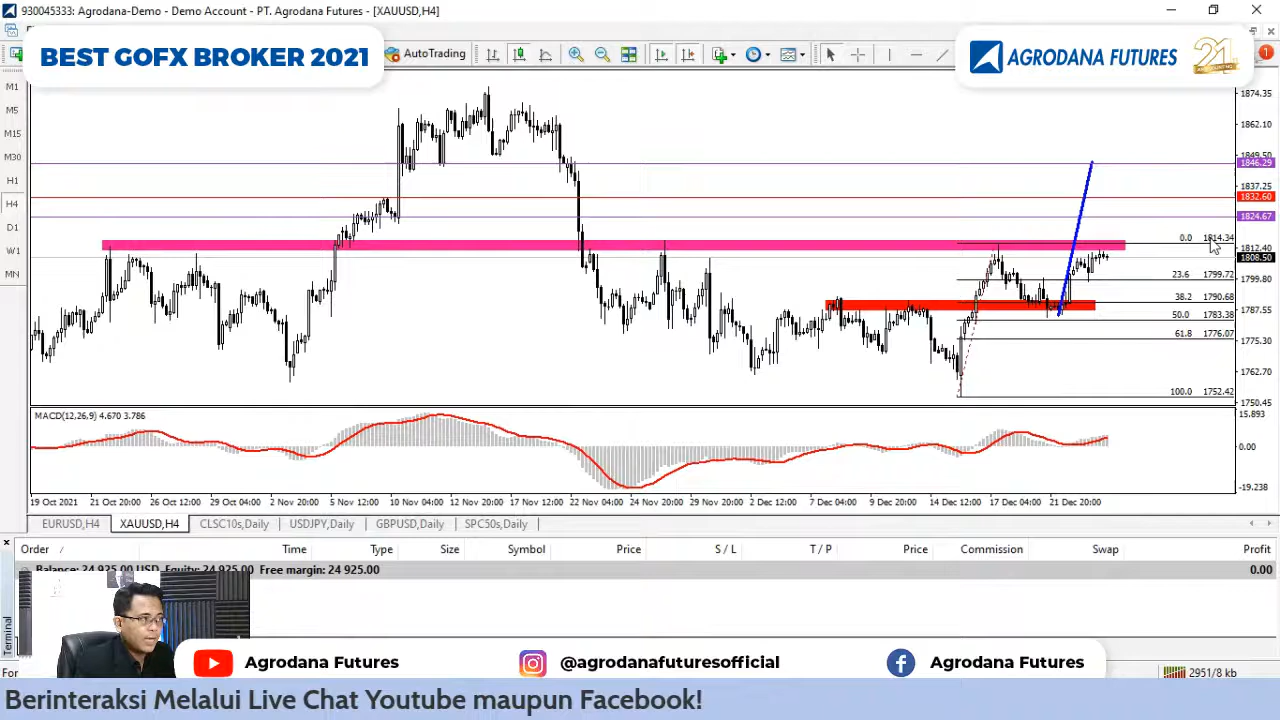 930045333: Agrodana-Demo - Demo Account - PT. Agrodana Futures - [XAUUSD,H4]
BEST GOFX BROKER 2021
AutoTrading
AGRODANA FUTURES
21
1
M1
M5
M15
M30
H1
H4
D1
W1
MN
1874.35
1862.10
1849.50
1846.29
1837.25
1832.60
1824.67
0.0 1814.34
1812.40
1808.50
23.6 1799.72
1799.80
38.2 1790.68
1787.55
50.0 1783.38
61.8 1776.07
1775.30
1762.70
100.0 1752.42
1750.45
MACD(12,26,9) 4.670 3.786
15.893
0.00
-19.238
19 Oct 2021 21 Oct 20:00 26 Oct 12:00 29 Oct 04:00 2 Nov 20:00 5 Nov 12:00 10 Nov 04:00 12 Nov 20:00 17 Nov 12:00 22 Nov 04:00 24 Nov 20:00 29 Nov 20:00 2 Dec 12:00 7 Dec 04:00 9 Dec 20:00 14 Dec 12:00 17 Dec 04:00 21 Dec 20:00
EURUSD,H4 XAUUSD,H4 CLSC10s,Daily USDJPY,Daily GBPUSD,Daily SPC50s,Daily
Order Time Type Size Symbol Price S / L T / P Price Commission Swap Profit
Balance: 24 925.00 USD Equity: 24 925.00 Free margin: 24 925.00 0.00
Terminal
Agrodana Futures
@agrodanafuturesofficial
Agrodana Futures
2951/8 kb
Berinteraksi Melalui Live Chat Youtube maupun Facebook!